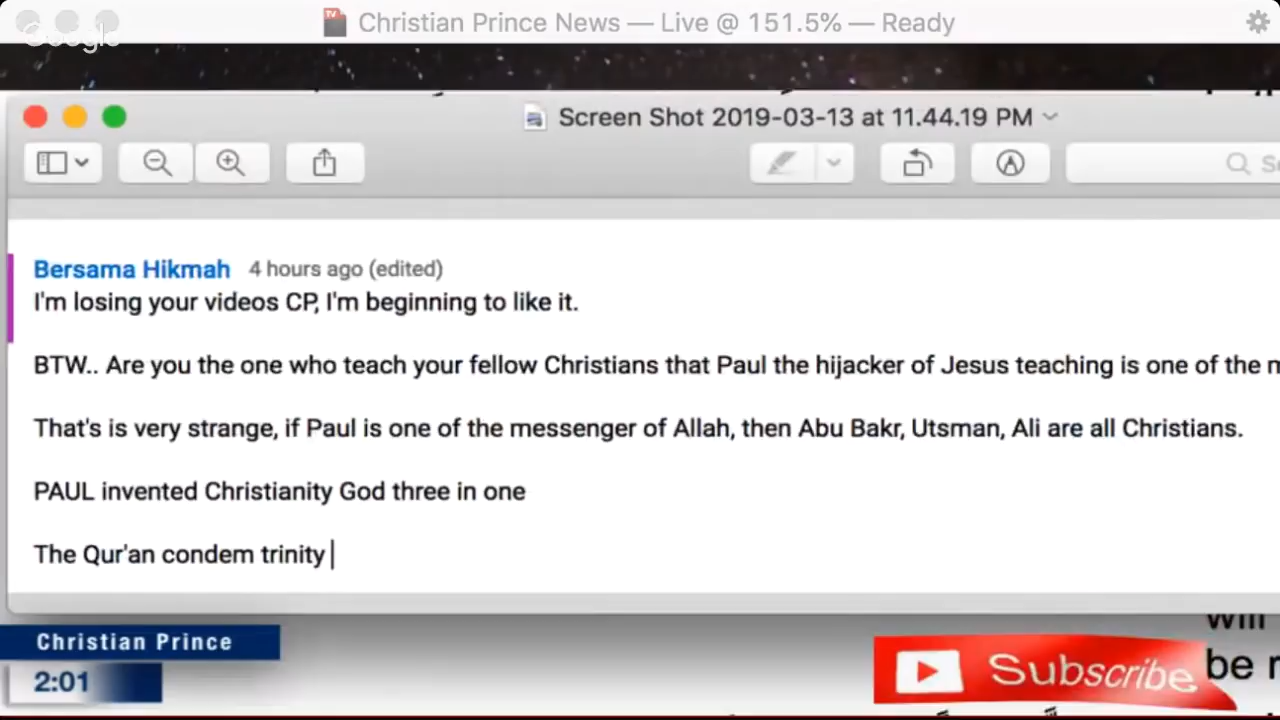 Christian Prince News — Live @ 151.5% — Ready
Google
Screen Shot 2019-03-13 at 11.44.19 PM
Bersama Hikmah 4 hours ago (edited)
I'm losing your videos CP, I'm beginning to like it.
BTW.. Are you the one who teach your fellow Christians that Paul the hijacker of Jesus teaching is one of the
That's is very strange, if Paul is one of the messenger of Allah, then Abu Bakr, Utsman, Ali are all Christians.
PAUL invented Christianity God three in one
The Qur'an condem trinity
Christian Prince
2:01
Subscribe
will
be